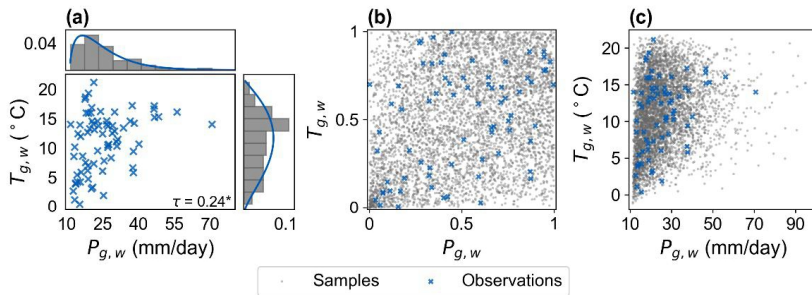 (a)
0.04
T_{g,w} (°C)
20
15
10
5
0
τ = 0.24*
10 25 40 55 70
0.1
P_{g,w} (mm/day)
(b)
T_{g,w}
1
0.5
0
0 0.5 1
P_{g,w}
(c)
T_{g,w} (°C)
20
15
10
5
0
10 30 50 70 90
P_{g,w} (mm/day)
Samples Observations